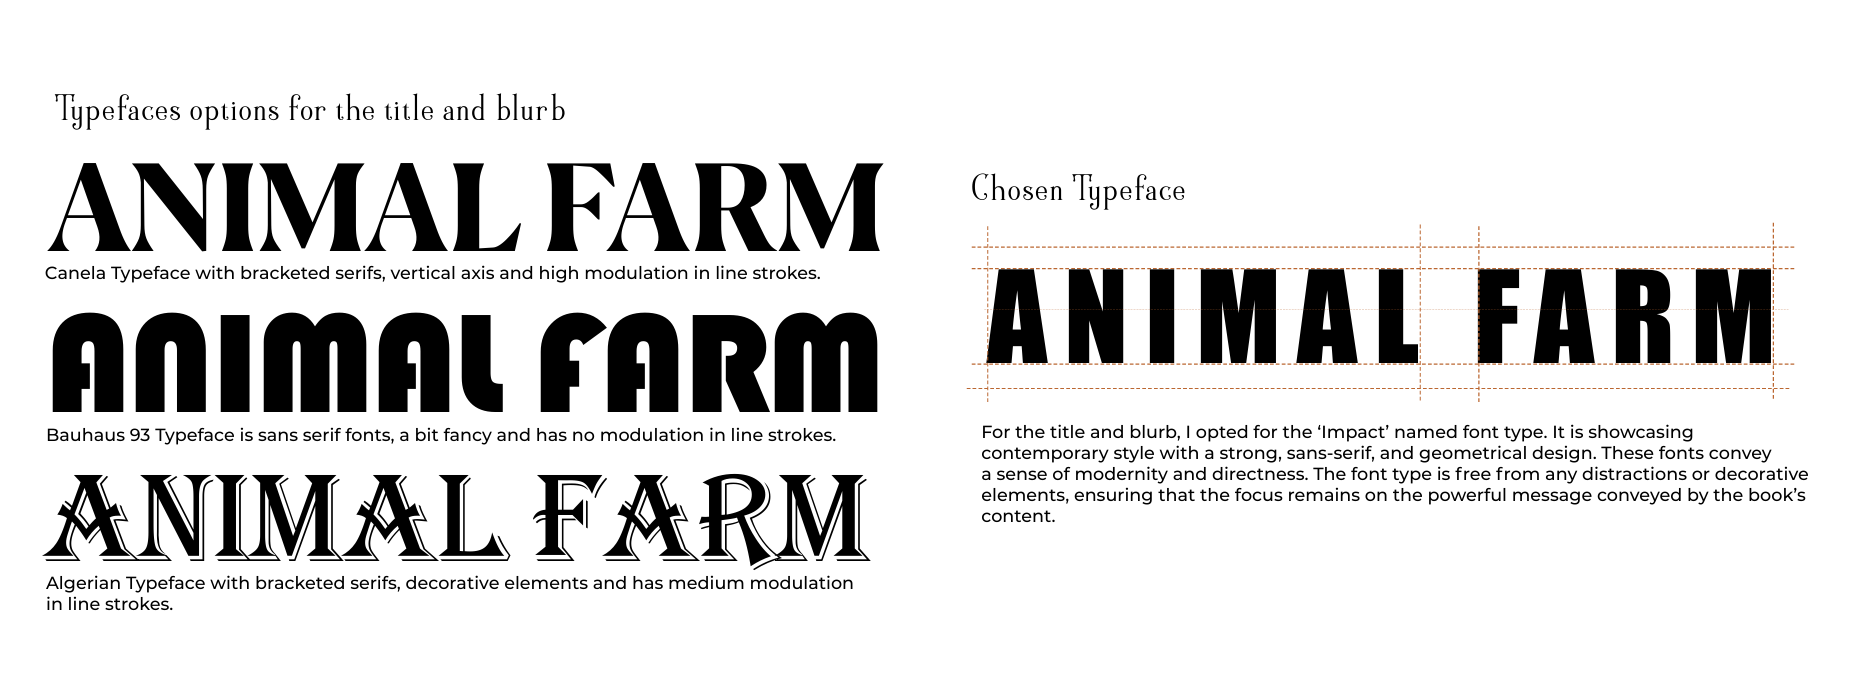 Typefaces options for the title and blurb
ANIMAL FARM
Canela Typeface with bracketed serifs, vertical axis and high modulation in line strokes.
ANIMAL FARM
Bauhaus 93 Typeface is sans serif fonts, a bit fancy and has no modulation in line strokes.
ANIMAL FARM
Algerian Typeface with bracketed serifs, decorative elements and has medium modulation
in line strokes.
Chosen Typeface
ANIMAL FARM
For the title and blurb, I opted for the ‘Impact’ named font type. It is showcasing
contemporary style with a strong, sans-serif, and geometrical design. These fonts convey
a sense of modernity and directness. The font type is free from any distractions or decorative
elements, ensuring that the focus remains on the powerful message conveyed by the book’s
content.